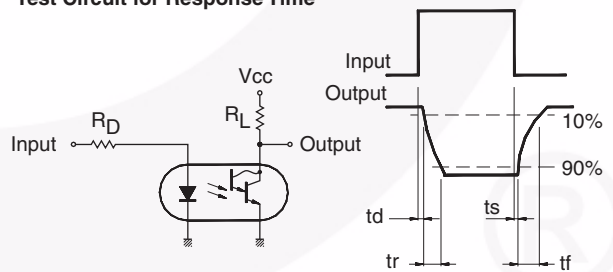 Test Circuit for Response Time
Input
Vcc
Output
RD
RL
10%
Input
Output
90%
td
ts
tr
tf
®